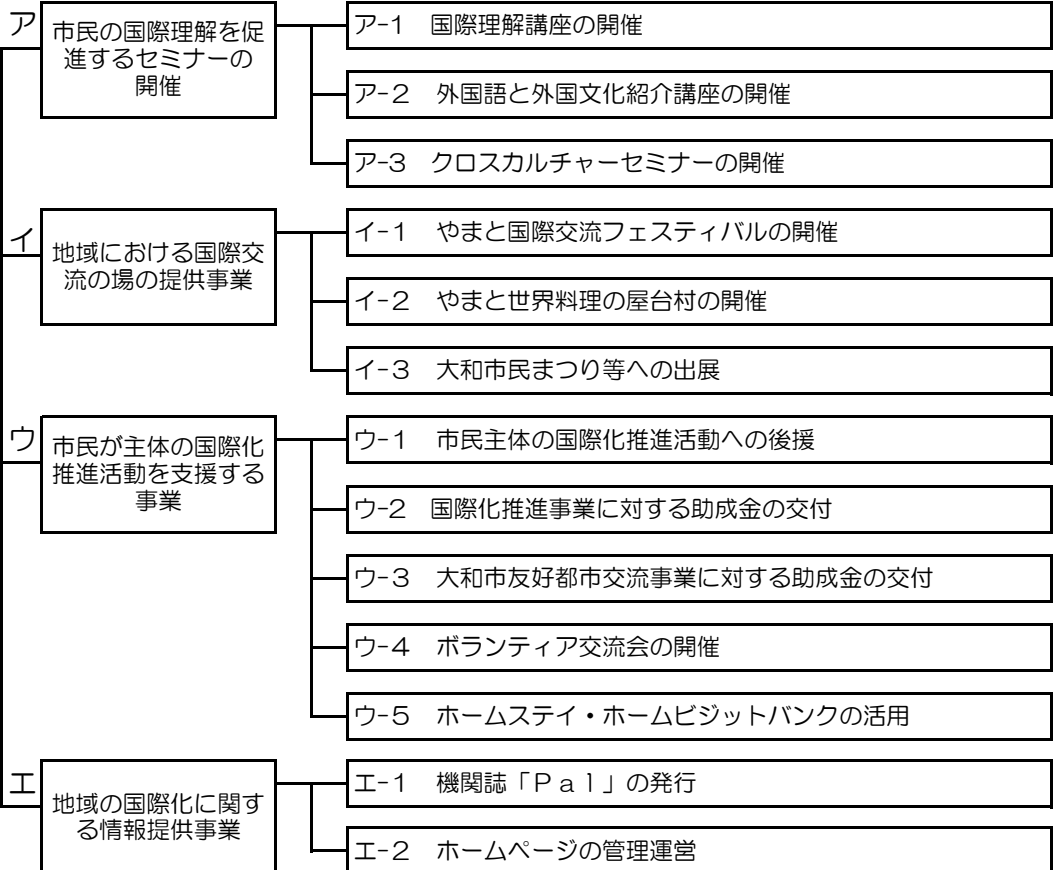 ア
市民の国際理解を促
進するセミナーの
開催
ア-1　国際理解講座の開催
ア-2　外国語と外国文化紹介講座の開催
ア-3　クロスカルチャーセミナーの開催
イ
地域における国際交
流の場の提供事業
イ-1　やまと国際交流フェスティバルの開催
イ-2　やまと世界料理の屋台村の開催
イ-3　大和市民まつり等への出展
ウ
市民が主体の国際化
推進活動を支援する
事業
ウ-1　市民主体の国際化推進活動への後援
ウ-2　国際化推進事業に対する助成金の交付
ウ-3　大和市友好都市交流事業に対する助成金の交付
ウ-4　ボランティア交流会の開催
ウ-5　ホームステイ・ホームビジットバンクの活用
エ
地域の国際化に関す
る情報提供事業
エ-1　機関誌「Ｐａｌ」の発行
エ-2　ホームページの管理運営